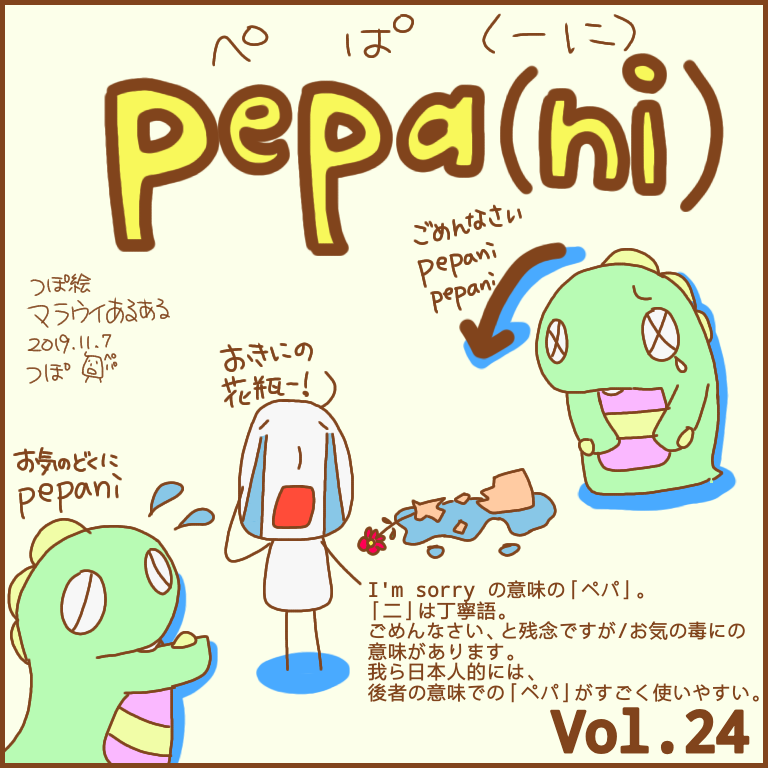 ぺぱ(ーに)
pepa(ni)
ごめんなさい
pepani
pepani
つぽ絵
マラウイあるある
2019.11.7
つぽ
おきにの
花瓶ー!
お気のどくに
pepani
I'm sorry の意味の「ペパ」。
「ニ」は丁寧語。
ごめんなさい、と残念ですが/お気の毒にの
意味があります。
我ら日本人的には、
後者の意味での「ペパ」がすごく使いやすい。
Vol.24